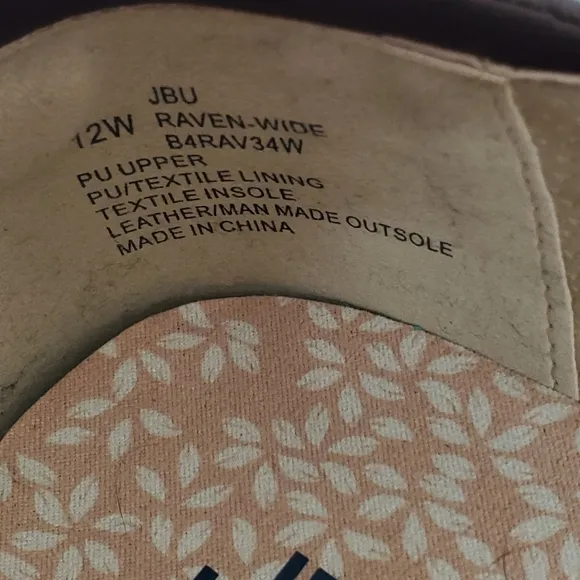 JBU
12W RAVEN-WIDE
B4RAV34W
PU UPPER
PU/TEXTILE LINING
TEXTILE INSOLE
LEATHER/MAN MADE OUTSOLE
MADE IN CHINA